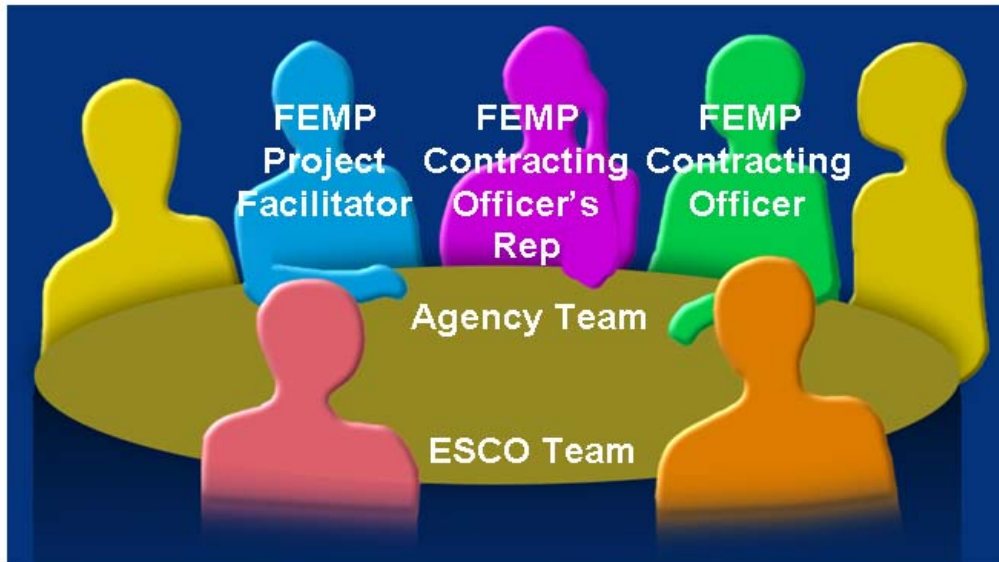 FEMP
Project
Facilitator
FEMP
Contracting
Officer's
Rep
FEMP
Contracting
Officer
Agency Team
ESCO Team